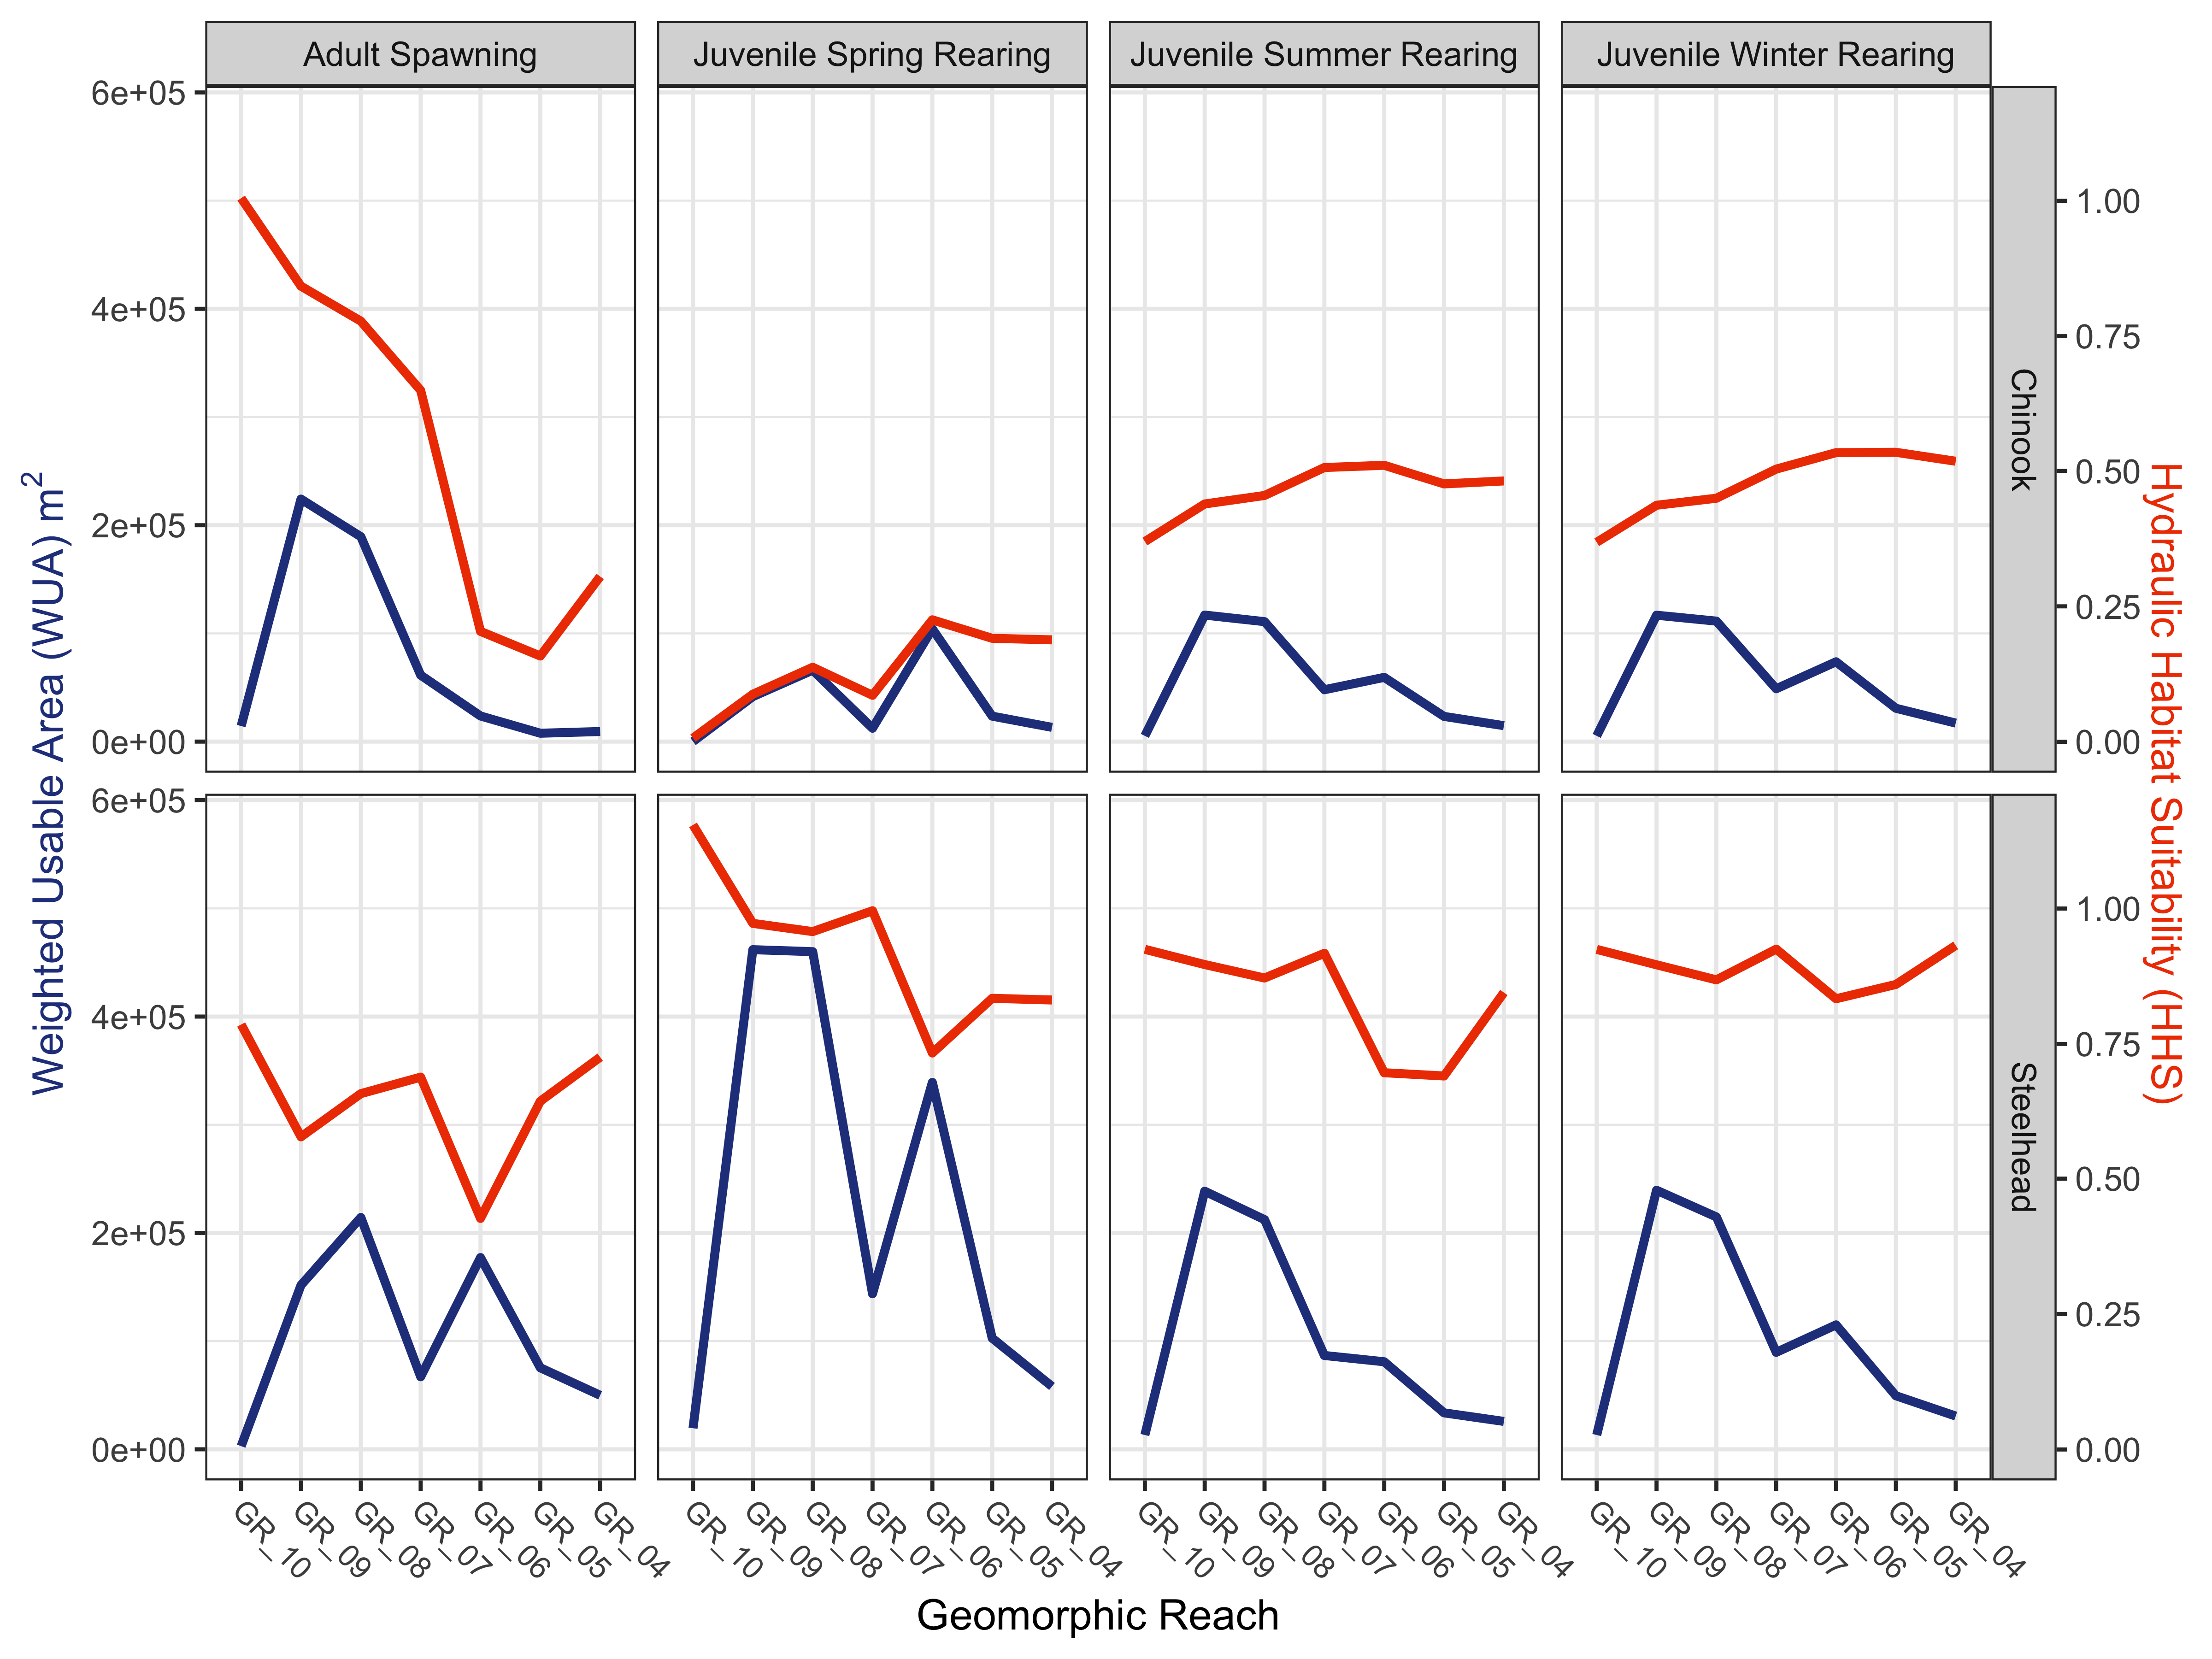 Adult Spawning
Juvenile Spring Rearing
Juvenile Summer Rearing
Juvenile Winter Rearing
Weighted Usable Area (WUA) m²
6e+05
4e+05
2e+05
0e+00
1.00
0.75
0.50
0.25
0.00
Chinook
Hydraulic Habitat Suitability (HHS)
6e+05
4e+05
2e+05
0e+00
1.00
0.75
0.50
0.25
0.00
Steelhead
GR_10
GR_09
GR_08
GR_07
GR_06
GR_05
GR_04
GR_10
GR_09
GR_08
GR_07
GR_06
GR_05
GR_04
GR_10
GR_09
GR_08
GR_07
GR_06
GR_05
GR_04
GR_10
GR_09
GR_08
GR_07
GR_06
GR_05
GR_04
Geomorphic Reach